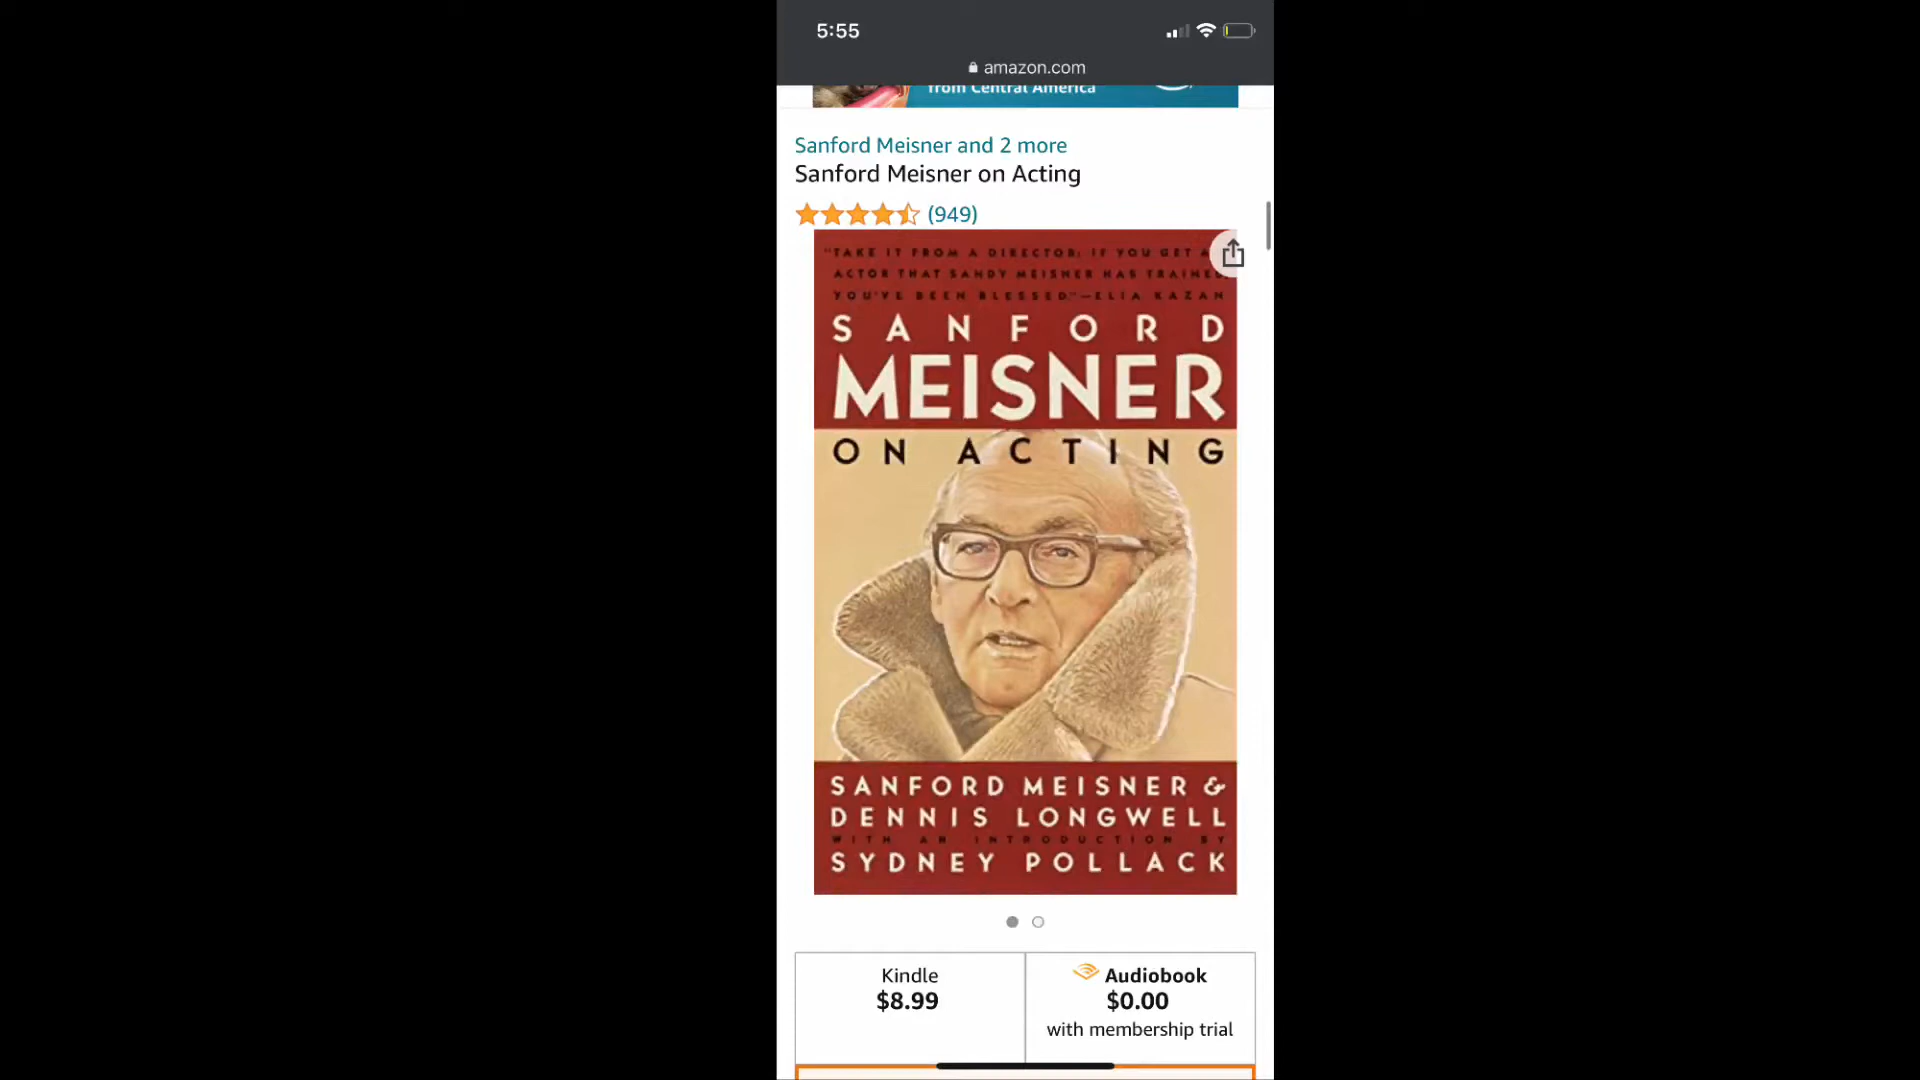 5:55
amazon.com
from Central America
Sanford Meisner and 2 more
Sanford Meisner on Acting
(949)
"TAKE IT FROM A DIRECTOR: IF YOU GET
ACTOR THAT SANDY MEISNER HAS TRAINED,
YOU'VE BEEN BLESSED."—ELIA KAZAN
SANFORD
MEISNER
ON ACTING
SANFORD MEISNER &
DENNIS LONGWELL
WITH AN INTRODUCTION BY
SYDNEY POLLACK
Kindle
$8.99
Audiobook
$0.00
with membership trial